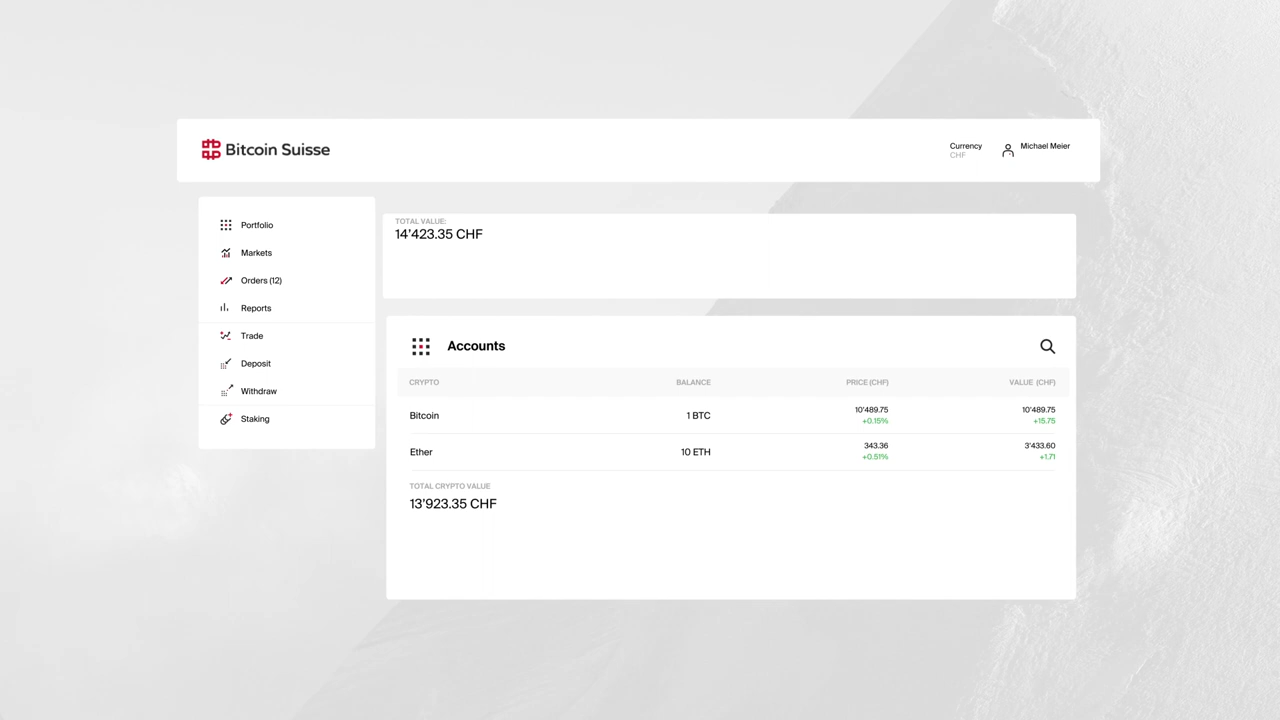 Bitcoin Suisse
Currency
CHF
Michael Meier
Portfolio
Markets
Orders (12)
Reports
Trade
Deposit
Withdraw
Staking
TOTAL VALUE:
14'423.35 CHF
Accounts
CRYPTO BALANCE PRICE (CHF) VALUE (CHF)
Bitcoin 1 BTC 10'489.75 10'489.75
+0.15% +15.75
Ether 10 ETH 343.36 3'433.60
+0.51% +1.71
TOTAL CRYPTO VALUE
13'923.35 CHF